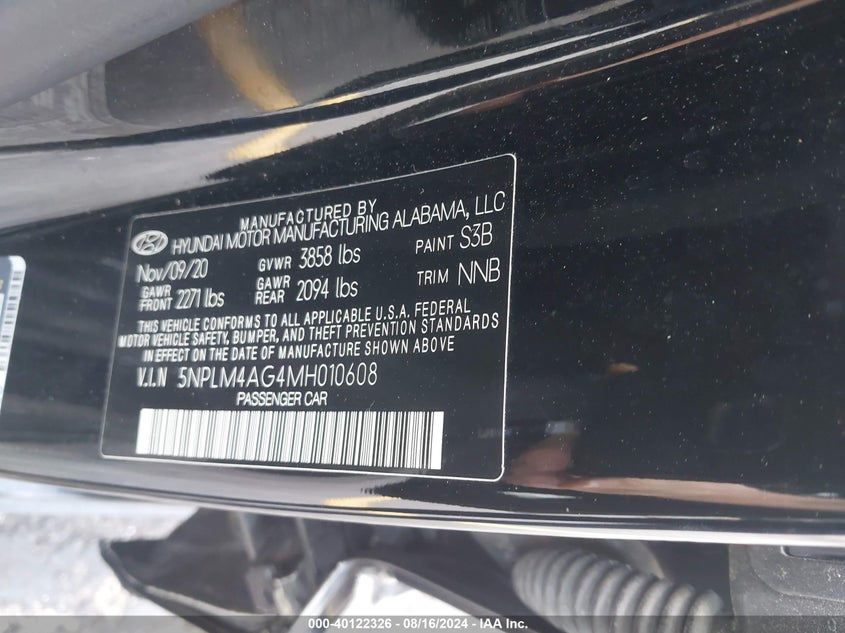 MANUFACTURED BY
HYUNDAI MOTOR MANUFACTURING ALABAMA, LLC
Nov/09/20 GVWR 3858 lbs PAINT S3B
GAWR FRONT 2271 lbs GAWR REAR 2094 lbs TRIM NNB
THIS VEHICLE CONFORMS TO ALL APPLICABLE U.S.A. FEDERAL
MOTOR VEHICLE SAFETY, BUMPER, AND THEFT PREVENTION STANDARDS
IN EFFECT ON THE DATE OF MANUFACTURE SHOWN ABOVE
V.I.N 5NPLM4AG4MH010608
PASSENGER CAR
000-40122326 - 08/16/2024 - IAA Inc.